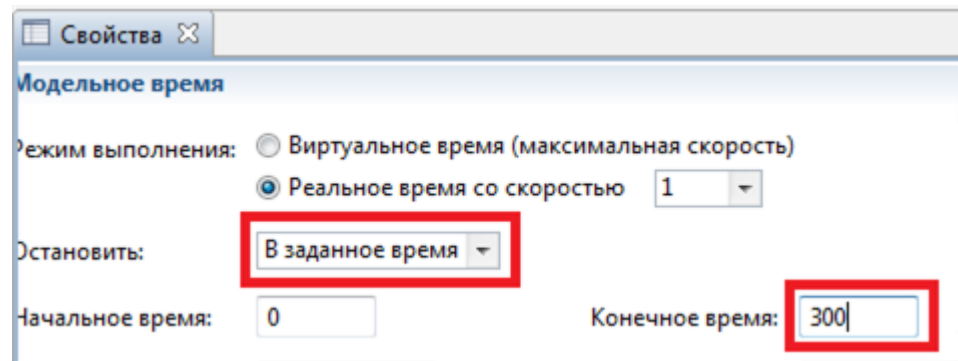 Свойства
Модельное время
Режим выполнения: Виртуальное время (максимальная скорость)
Реальное время со скоростью 1
Остановить: В заданное время
Начальное время: 0 Конечное время: 300